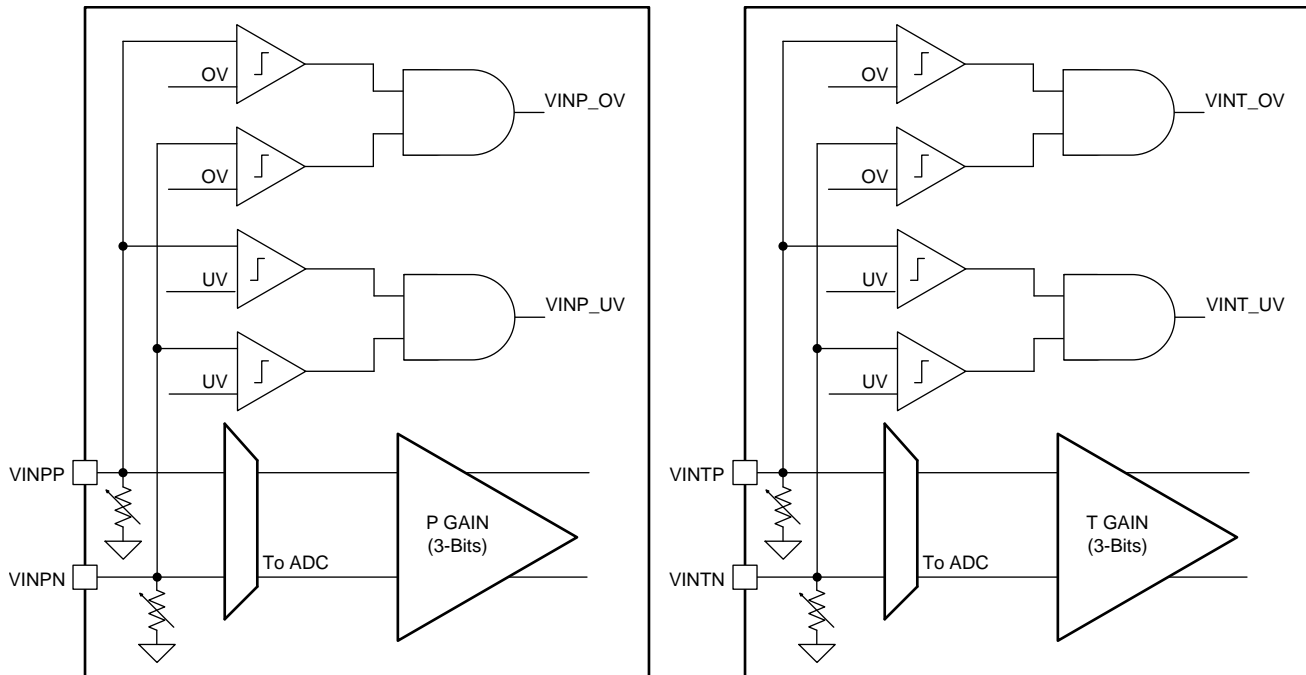 OV
VINP_OV
OV
UV
VINP_UV
UV
VINPP
P GAIN
(3-Bits)
To ADC
VINPN
OV
VINT_OV
OV
UV
VINT_UV
UV
VINTP
T GAIN
(3-Bits)
To ADC
VINTN